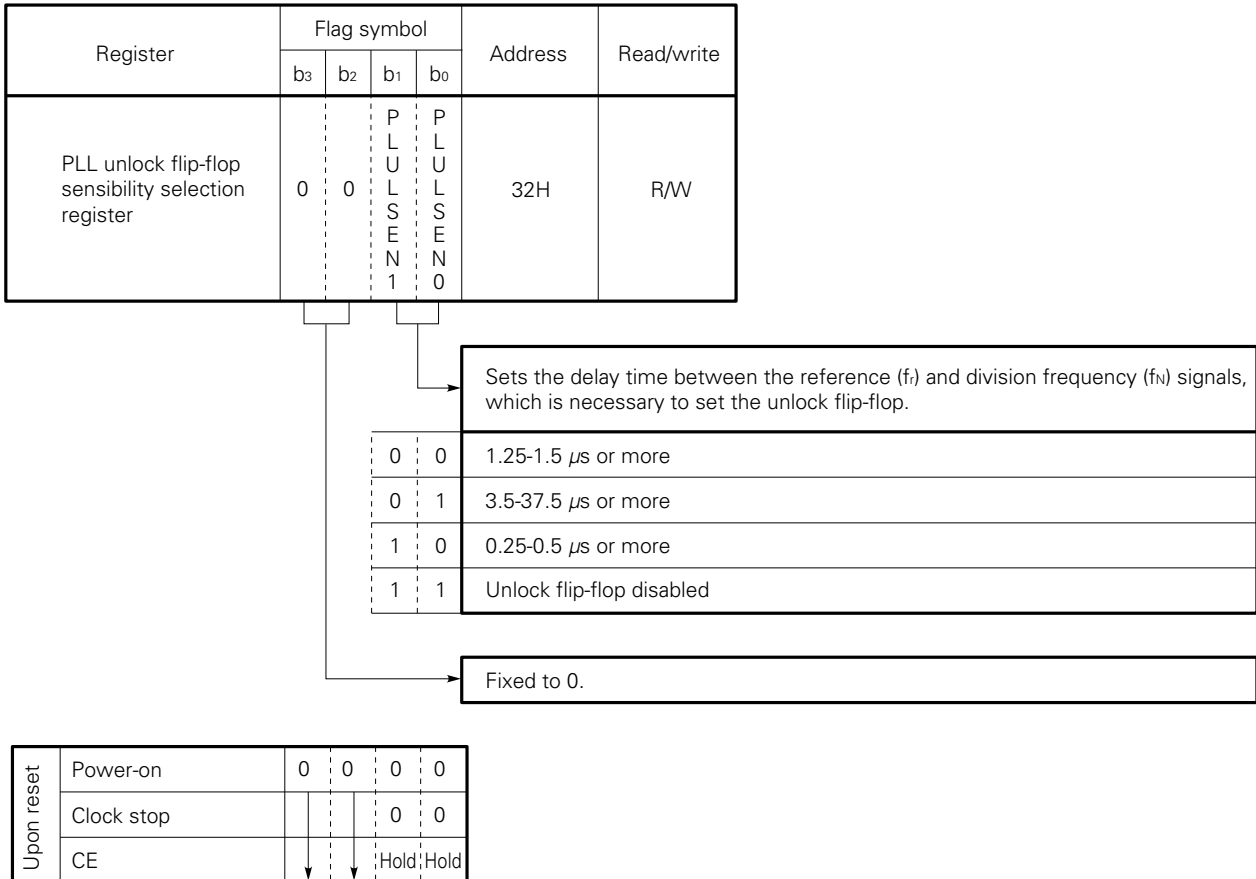 Register
Flag symbol
Address
Read/write
b3 b2 b1 b0
PLL unlock flip-flop
sensibility selection
register
0 0
PLULSEN1
PLULSEN0
32H
R/W
Sets the delay time between the reference (fr) and division frequency (fN) signals,
which is necessary to set the unlock flip-flop.
0 0 1.25-1.5 μs or more
0 1 3.5-37.5 μs or more
1 0 0.25-0.5 μs or more
1 1 Unlock flip-flop disabled
Fixed to 0.
Upon reset
Power-on 0 0 0 0
Clock stop 0 0
CE Hold Hold